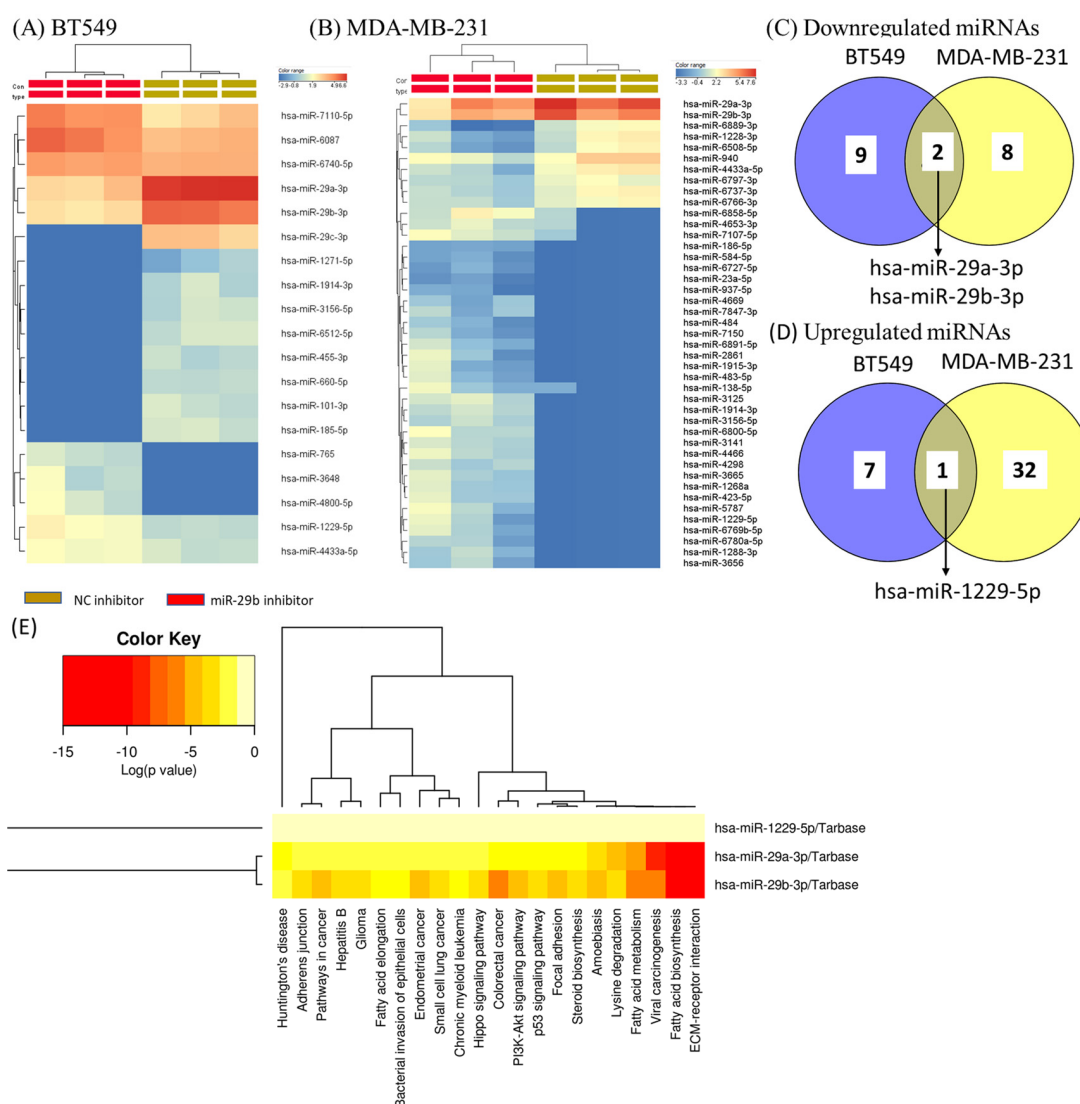 (A) BT549
Con
type
Color range
-2.9-0.8 1.9 4.96.6
hsa-miR-7110-5p
hsa-miR-6087
hsa-miR-6740-5p
hsa-miR-29a-3p
hsa-miR-29b-3p
hsa-miR-29c-3p
hsa-miR-1271-5p
hsa-miR-1914-3p
hsa-miR-3156-5p
hsa-miR-6512-5p
hsa-miR-455-3p
hsa-miR-660-5p
hsa-miR-101-3p
hsa-miR-185-5p
hsa-miR-765
hsa-miR-3648
hsa-miR-4800-5p
hsa-miR-1229-5p
hsa-miR-4433a-5p
(B) MDA-MB-231
Con
type
Color range
-3.3 -0.4 2.2 5 7.6
hsa-miR-29a-3p
hsa-miR-29b-3p
hsa-miR-6889-3p
hsa-miR-1228-3p
hsa-miR-6508-5p
hsa-miR-940
hsa-miR-4433a-5p
hsa-miR-6797-3p
hsa-miR-6737-3p
hsa-miR-6766-3p
hsa-miR-6858-5p
hsa-miR-4653-3p
hsa-miR-7107-5p
hsa-miR-186-5p
hsa-miR-584-5p
hsa-miR-6727-5p
hsa-miR-23a-5p
hsa-miR-937-5p
hsa-miR-4669
hsa-miR-7847-3p
hsa-miR-484
hsa-miR-7150
hsa-miR-6891-5p
hsa-miR-2861
hsa-miR-1915-3p
hsa-miR-483-5p
hsa-miR-138-5p
hsa-miR-3125
hsa-miR-1914-3p
hsa-miR-3156-5p
hsa-miR-6800-5p
hsa-miR-3141
hsa-miR-4466
hsa-miR-4298
hsa-miR-3665
hsa-miR-1268a
hsa-miR-423-5p
hsa-miR-5787
hsa-miR-1229-5p
hsa-miR-6769b-5p
hsa-miR-6780a-5p
hsa-miR-1288-3p
hsa-miR-3656
NC inhibitor miR-29b inhibitor
(C) Downregulated miRNAs
BT549 MDA-MB-231
9 2 8
hsa-miR-29a-3p
hsa-miR-29b-3p
(D) Upregulated miRNAs
BT549 MDA-MB-231
7 1 32
hsa-miR-1229-5p
(E)
Color Key
-15 -10 -5 0
Log(p value)
hsa-miR-1229-5p/Tarbase
hsa-miR-29a-3p/Tarbase
hsa-miR-29b-3p/Tarbase
Huntington's disease
Adherens junction
Pathways in cancer
Hepatitis B
Glioma
Fatty acid elongation
Bacterial invasion of epithelial cells
Endometrial cancer
Small cell lung cancer
Chronic myeloid leukemia
Hippo signaling pathway
Colorectal cancer
PI3K-Akt signaling pathway
p53 signaling pathway
Focal adhesion
Steroid biosynthesis
Amoebiasis
Lysine degradation
Fatty acid metabolism
Viral carcinogenesis
Fatty acid biosynthesis
ECM-receptor interaction